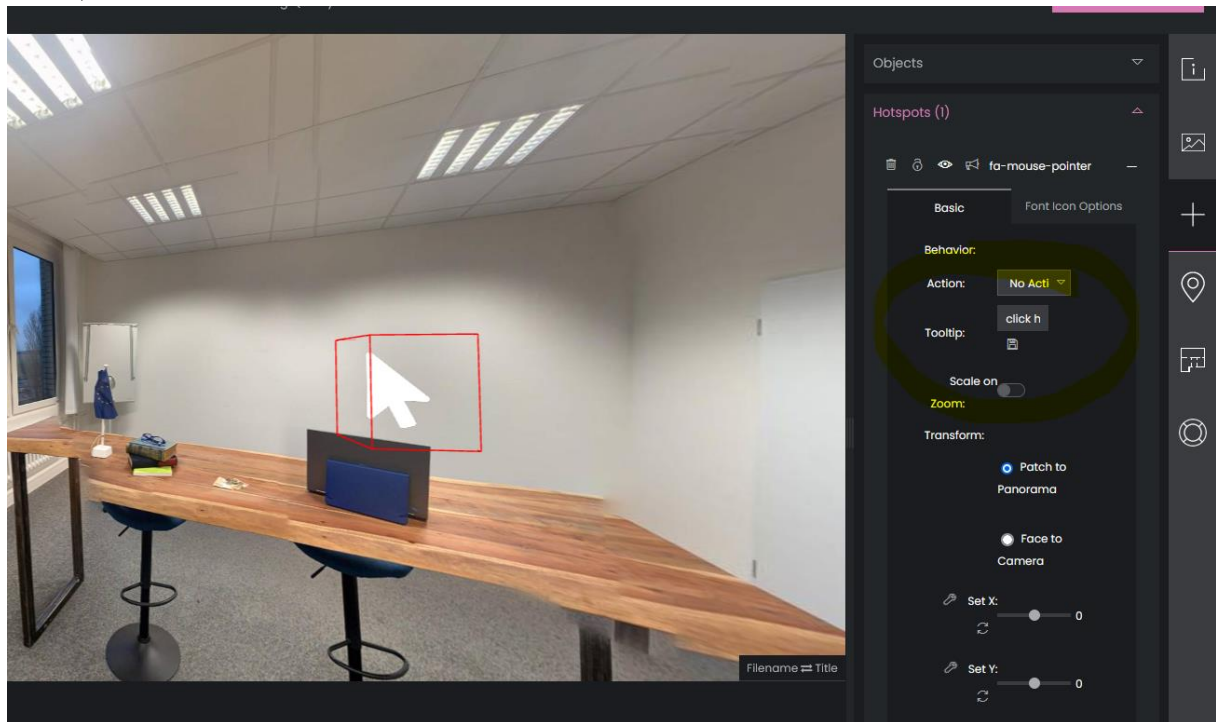 Objects
Hotspots (1)
fa-mouse-pointer
Basic Font Icon Options
Behavior:
Action: No Acti
Tooltip: click h
Scale on
Zoom:
Transform:
Patch to
Panorama
Face to
Camera
Set X: 0
Set Y: 0
Filename ⇄ Title